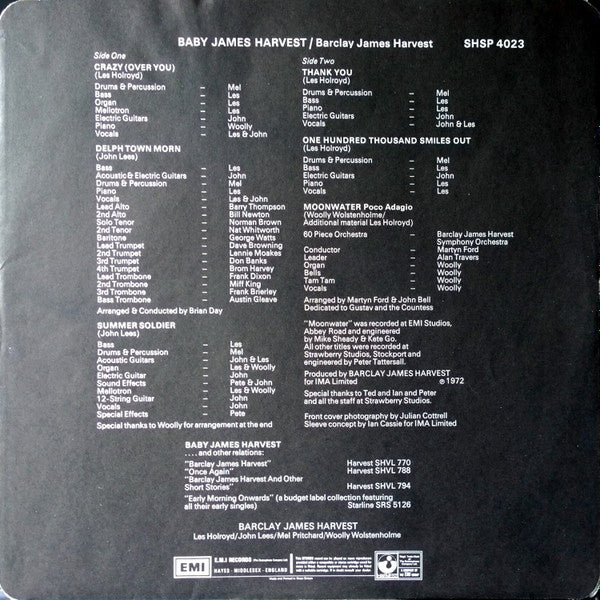 BABY JAMES HARVEST / Barclay James Harvest SHSP 4023
Side One
CRAZY (OVER YOU)
(Les Holroyd)
Drums & Percussion – Mel
Bass – Les
Organ – Les
Mellotron – Les
Electric Guitars – John
Piano – Woolly
Vocals – Les & John
DELPH TOWN MORN
(John Lees)
Bass – Les
Acoustic & Electric Guitars – John
Drums & Percussion – Mel
Piano – Les
Vocals – Les & John
Lead Alto – Barry Thompson
2nd Alto – Bill Newton
Solo Tenor – Norman Brown
2nd Tenor – Nat Whitworth
Baritone – George Watts
Lead Trumpet – Dave Browning
2nd Trumpet – Lennie Moakes
3rd Trumpet – Don Banks
4th Trumpet – Brom Harvey
Lead Trombone – Frank Dixon
2nd Trombone – Miff King
3rd Trombone – Frank Brierley
Bass Trombone – Austin Gleave
Arranged & Conducted by Brian Day
SUMMER SOLDIER
(John Lees)
Bass – Les
Drums & Percussion – Mel
Acoustic Guitars – John & Les
Organ – Les & Woolly
Electric Guitar – John
Sound Effects – Pete & John
Mellotron – Les & Woolly
12-String Guitar – John
Vocals – John
Special Effects – Pete
Special thanks to Woolly for arrangement at the end
Side Two
THANK YOU
(Les Holroyd)
Drums & Percussion – Mel
Bass – Les
Piano – Les
Electric Guitars – John
Vocals – John & Les
ONE HUNDRED THOUSAND SMILES OUT
(Les Holroyd)
Drums & Percussion – Mel
Bass – Les
Electric Guitar – John
Piano – Les
Vocals – Les
MOONWATER Poco Adagio
(Woolly Wolstenholme/
Additional material Les Holroyd)
60 Piece Orchestra – Barclay James Harvest
Symphony Orchestra
Conductor – Martyn Ford
Leader – Alan Travers
Organ – Woolly
Bells – Woolly
Tam Tam – Woolly
Vocals – Woolly
Arranged by Martyn Ford & John Bell
Dedicated to Gustav and the Countess
"Moonwater" was recorded at EMI Studios,
Abbey Road and engineered
by Mike Sheady & Kete Go.
All other titles were recorded at
Strawberry Studios, Stockport and
engineered by Peter Tattersall.
Produced by BARCLAY JAMES HARVEST
for IMA Limited ℗ 1972
Special thanks to Ted and Ian and Peter
and all the staff at Strawberry Studios.
Front cover photography by Julian Cottrell
Sleeve concept by Ian Cassie for IMA Limited
BABY JAMES HARVEST
. . . . and other relations:
"Barclay James Harvest" Harvest SHVL 770
"Once Again" Harvest SHVL 788
"Barclay James Harvest And Other
Short Stories" Harvest SHVL 794
"Early Morning Onwards" (a budget label collection featuring
all their early singles) Starline SRS 5126
BARCLAY JAMES HARVEST
Les Holroyd/John Lees/Mel Pritchard/Woolly Wolstenholme
EMI
E.M.I RECORDS
HAYES · MIDDLESEX · ENGLAND